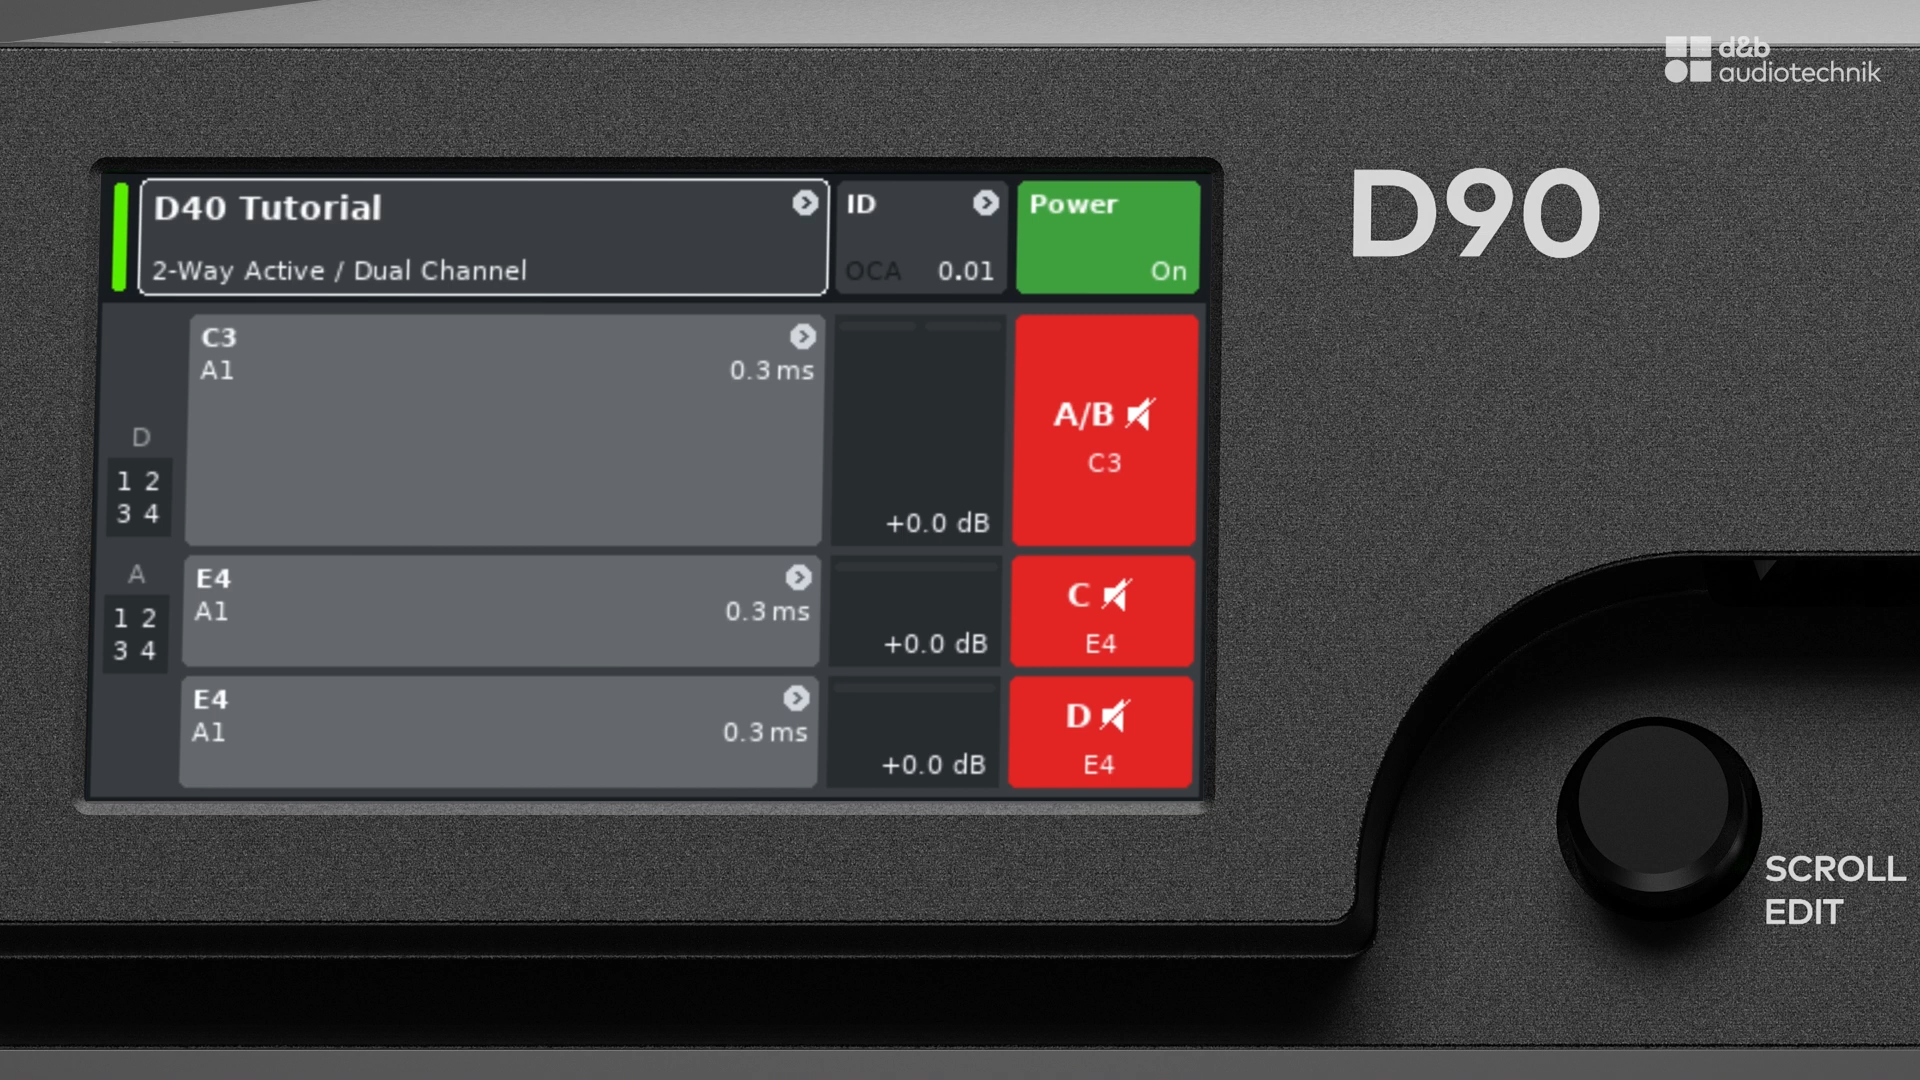 d&b
audiotechnik
D90
D40 Tutorial
2-Way Active / Dual Channel
ID
OCA 0.01
Power
On
C3
A1 0.3 ms
+0.0 dB
A/B
C3
D
1 2
3 4
A
1 2
3 4
E4
A1 0.3 ms
+0.0 dB
C
E4
E4
A1 0.3 ms
+0.0 dB
D
E4
SCROLL
EDIT